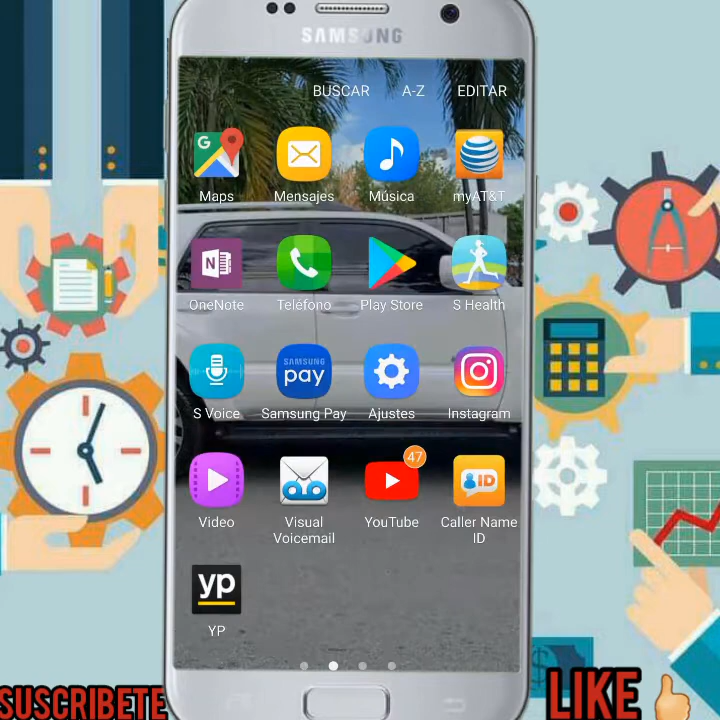 SAMSUNG
BUSCAR A-Z EDITAR
G
Maps Mensajes Música myAT&T
N
OneNote Teléfono Play Store S Health
SAMSUNG
pay
S Voice Samsung Pay Ajustes Instagram
47
ID
Video Visual Voicemail YouTube Caller Name ID
yp
YP
$
SUSCRIBETE
LIKE